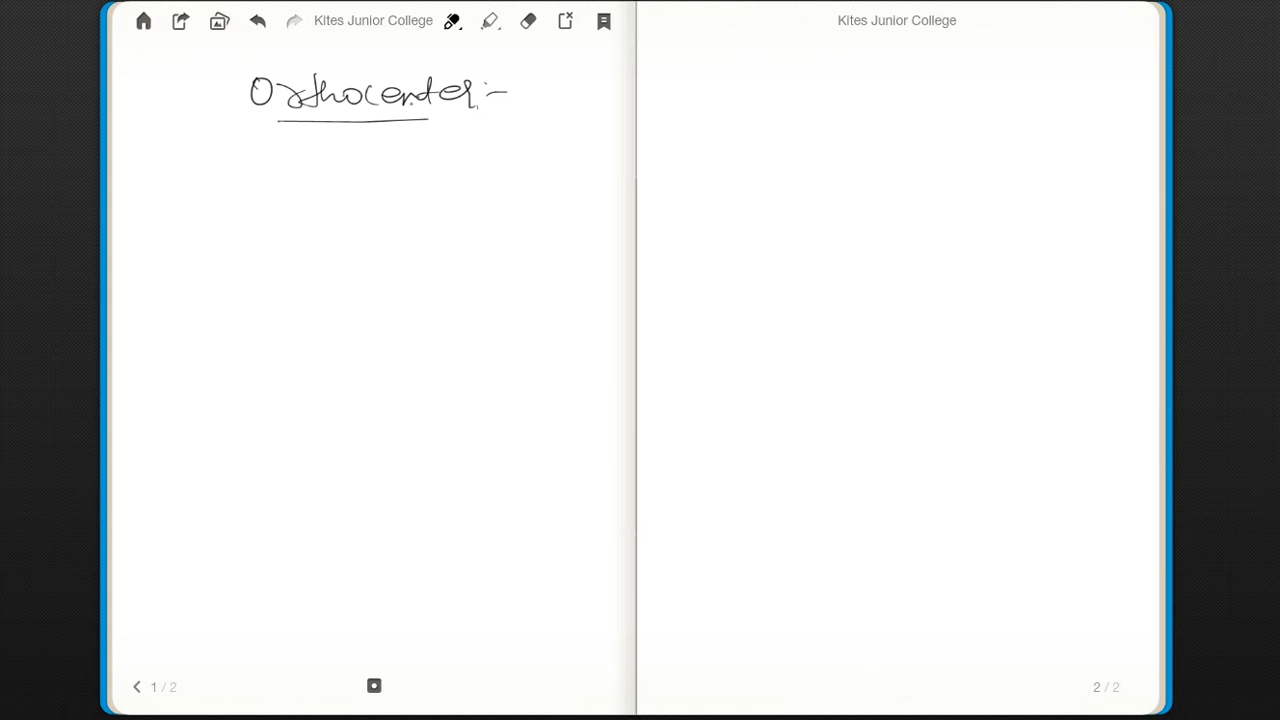 Kites Junior College
Orthocenter:-
1 / 2
Kites Junior College
2 / 2